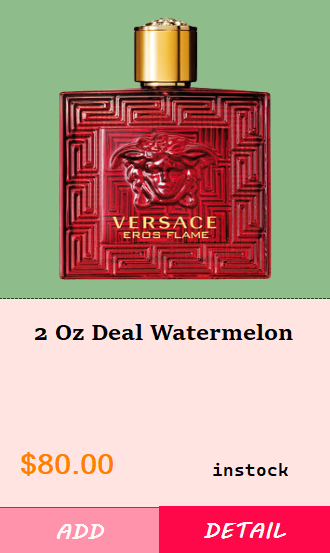 VERSACE
EROS FLAME
2 Oz Deal Watermelon
$80.00
instock
ADD
DETAIL